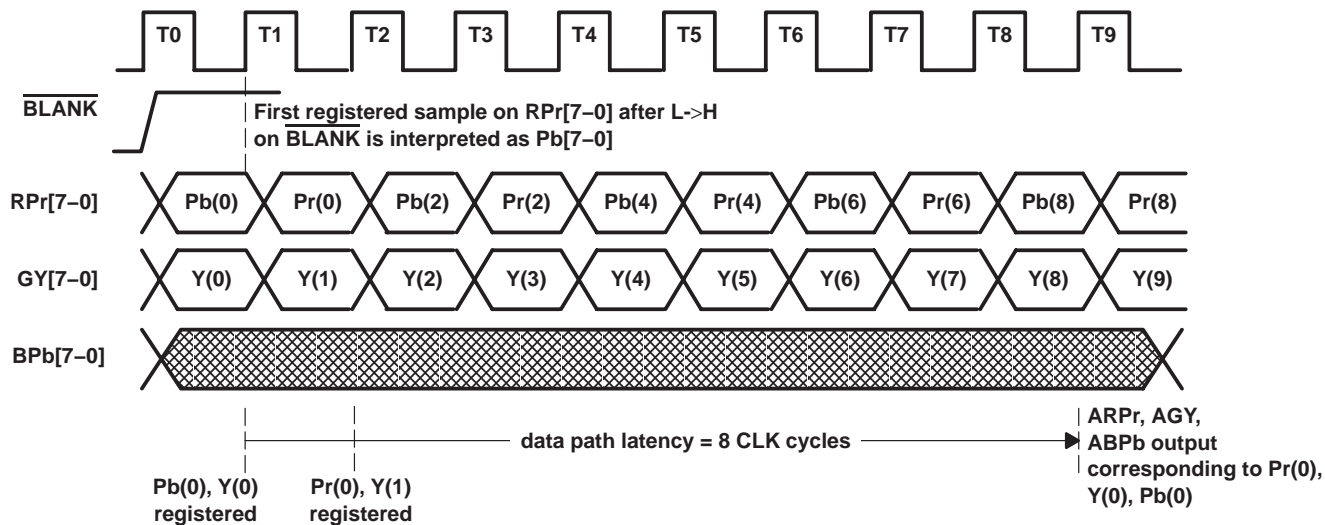 T0 T1 T2 T3 T4 T5 T6 T7 T8 T9
BLANK
First registered sample on RPr[7–0] after L->H
on BLANK is interpreted as Pb[7–0]
RPr[7–0] Pb(0) Pr(0) Pb(2) Pr(2) Pb(4) Pr(4) Pb(6) Pr(6) Pb(8) Pr(8)
GY[7–0] Y(0) Y(1) Y(2) Y(3) Y(4) Y(5) Y(6) Y(7) Y(8) Y(9)
BPb[7–0]
data path latency = 8 CLK cycles
ARPr, AGY,
ABPb output
corresponding to Pr(0),
Y(0), Pb(0)
Pb(0), Y(0)
registered
Pr(0), Y(1)
registered